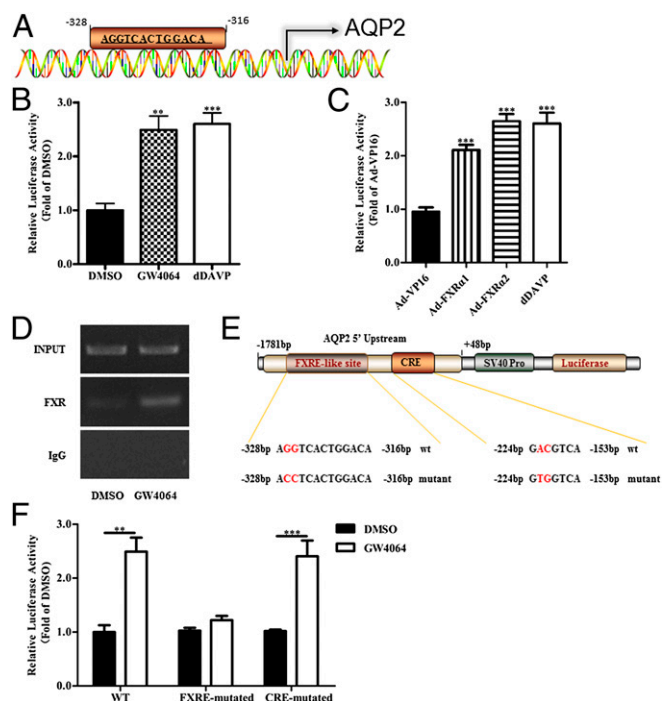 A
-328
-316
AGGTCACTGGACA
AQP2
B
Relative Luciferase Activity
(Fold of DMSO)
3.0
2.0
1.0
0.0
**
***
DMSO
GW4064
dDAVP
C
Relative Luciferase Activity
(Fold of Ad-VP16)
3.0
2.0
1.0
0.0
***
***
***
Ad-VP16
Ad-FXRα1
Ad-FXRα2
dDAVP
D
INPUT
FXR
IgG
DMSO
GW4064
E
AQP2 5' Upstream
-1781bp
+48bp
FXRE-like site
CRE
SV40 Pro
Luciferase
-328bp AGGTCACTGGACA -316bp wt
-224bp GACGTCA -153bp wt
-328bp ACCTCACTGGACA -316bp mutant
-224bp GTGGTCA -153bp mutant
F
Relative Luciferase Activity
(Fold of DMSO)
3.0
2.0
1.0
0.0
**
***
DMSO
GW4064
WT
FXRE-mutated
CRE-mutated